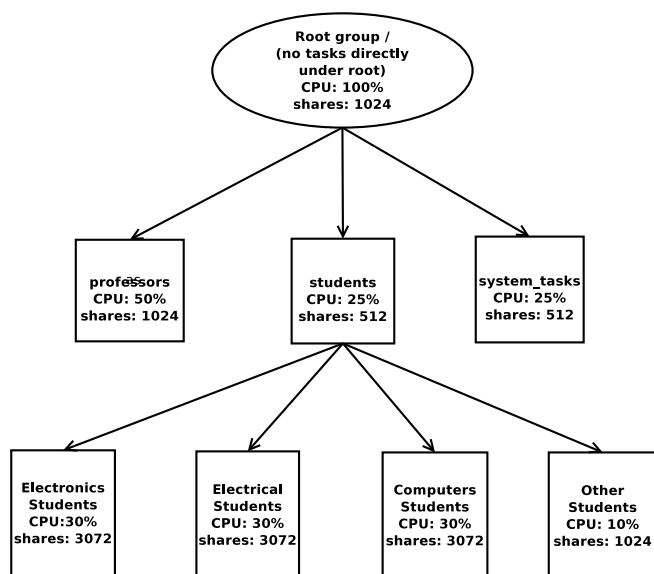 Root group /
(no tasks directly
under root)
CPU: 100%
shares: 1024
professors
CPU: 50%
shares: 1024
students
CPU: 25%
shares: 512
system_tasks
CPU: 25%
shares: 512
Electronics
Students
CPU:30%
shares: 3072
Electrical
Students
CPU: 30%
shares: 3072
Computers
Students
CPU: 30%
shares: 3072
Other
Students
CPU: 10%
shares: 1024